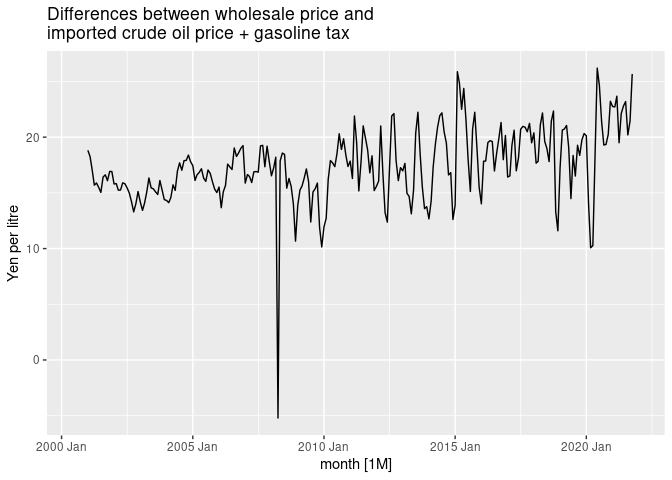 Differences between wholesale price and
imported crude oil price + gasoline tax
Yen per litre
20
10
0
2000 Jan
2005 Jan
2010 Jan
2015 Jan
2020 Jan
month [1M]